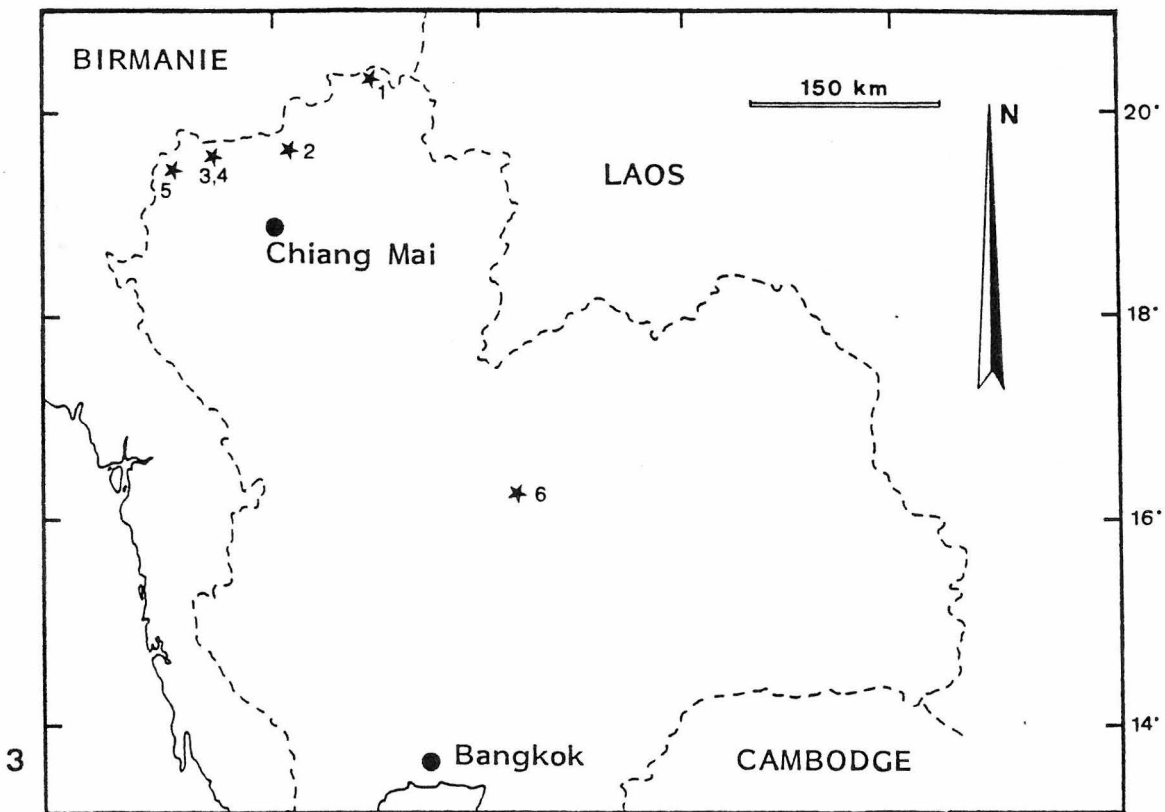 BIRMANIE
150 km
N
20°
1
2
3,4
5
LAOS
Chiang Mai
18°
6
16°
14°
3
Bangkok
CAMBODGE